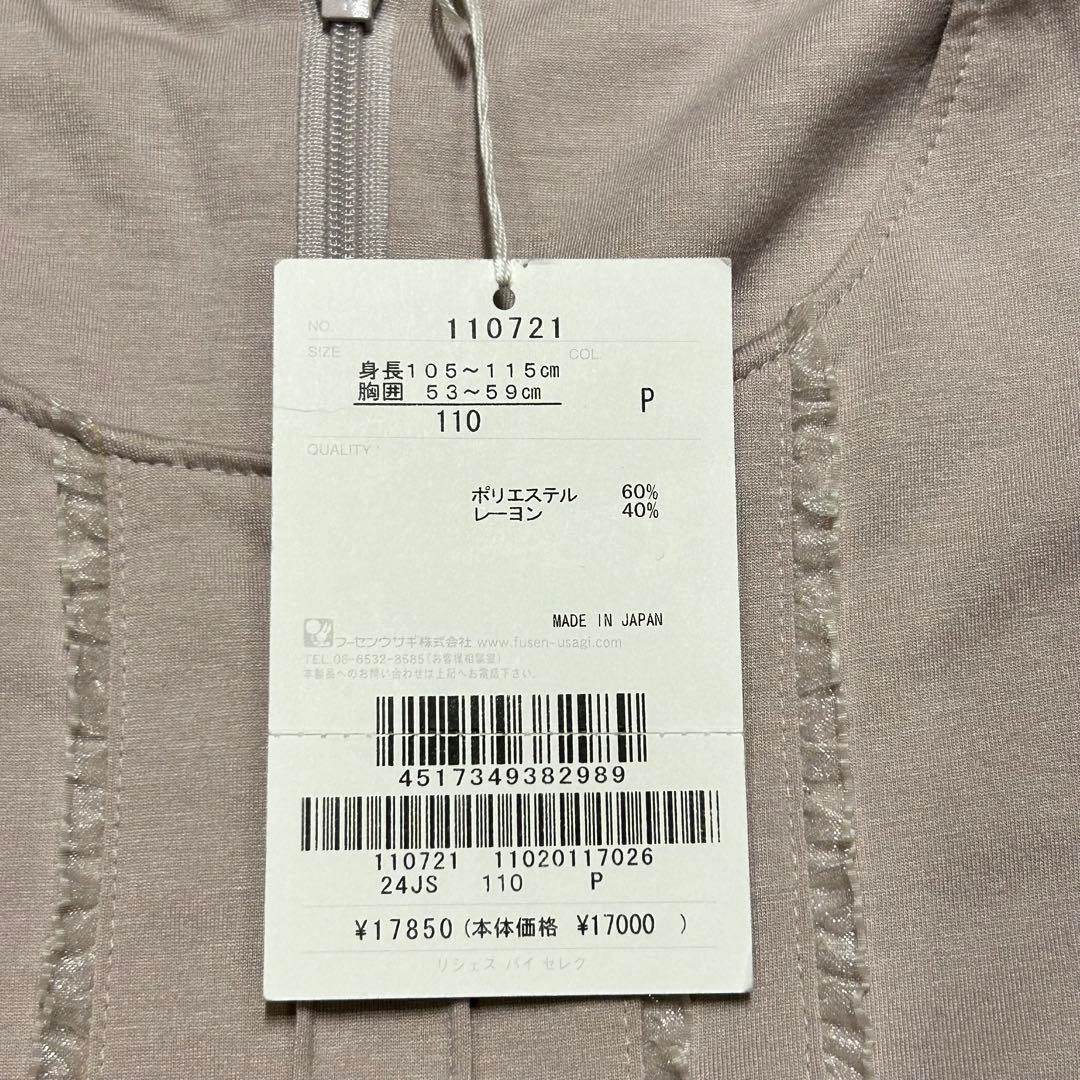 NO. 110721
SIZE COL.
身長105～115cm
胸囲 53～59cm
110 P
QUALITY
ポリエステル 60%
レーヨン 40%
MADE IN JAPAN
フーセンウサギ株式会社 www.fusen-usagi.com
TEL.06-6532-8585(お客様相談室)
本製品へのお問い合わせは上記へお電話下さい。
4517349382989
110721 11020117026
24JS 110 P
¥17850(本体価格 ¥17000 )
リシェス バイ セレク